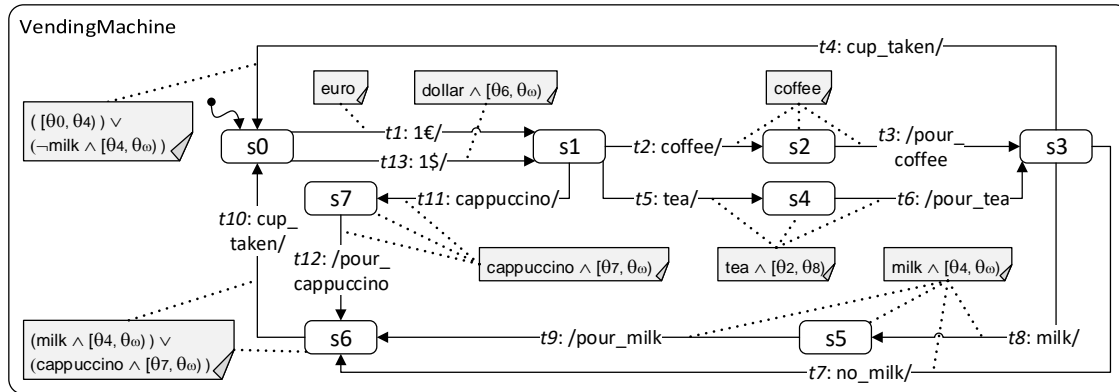 VendingMachine
t4: cup_taken/
euro
dollar ∧ [θ6, θω)
coffee
( [θ0, θ4) ) ∨
(¬milk ∧ [θ4, θω) )
s0
t1: 1€/
t13: 1$/
s1
t2: coffee/
s2
t3: /pour_
coffee
s3
s7
t11: cappuccino/
t5: tea/
s4
t6: /pour_tea
t10: cup_
taken/
t12: /pour_
cappuccino
cappuccino ∧ [θ7, θω)
tea ∧ [θ2, θ8)
milk ∧ [θ4, θω)
(milk ∧ [θ4, θω) ) ∨
(cappuccino ∧ [θ7, θω) )
s6
t9: /pour_milk
s5
t8: milk/
t7: no_milk/